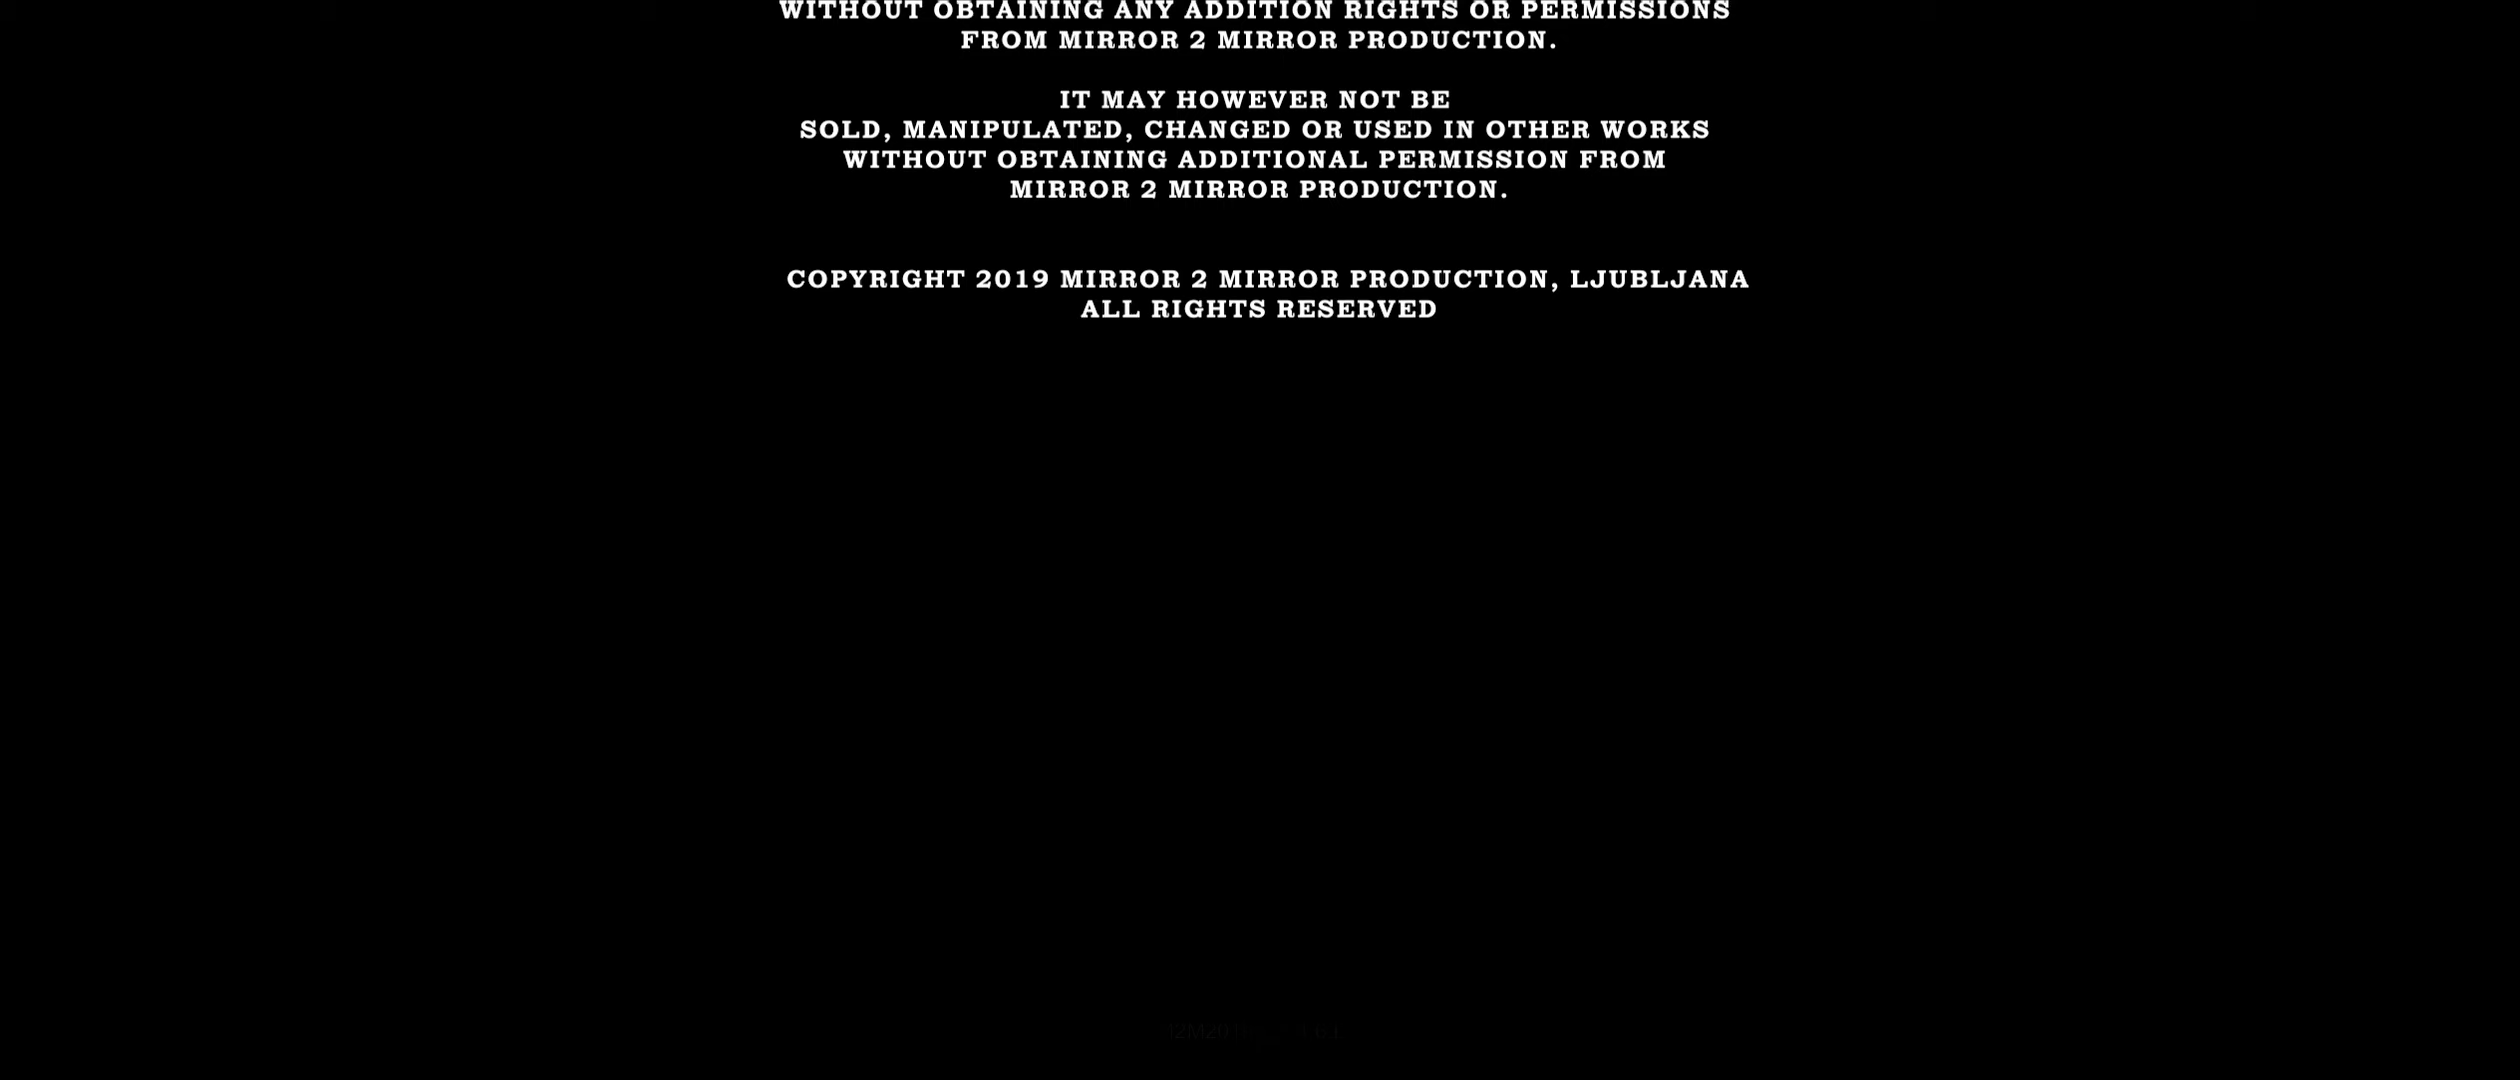 WITHOUT OBTAINING ANY ADDITION RIGHTS OR PERMISSIONS
FROM MIRROR 2 MIRROR PRODUCTION.
IT MAY HOWEVER NOT BE
SOLD, MANIPULATED, CHANGED OR USED IN OTHER WORKS
WITHOUT OBTAINING ADDITIONAL PERMISSION FROM
MIRROR 2 MIRROR PRODUCTION.
COPYRIGHT 2019 MIRROR 2 MIRROR PRODUCTION, LJUBLJANA
ALL RIGHTS RESERVED